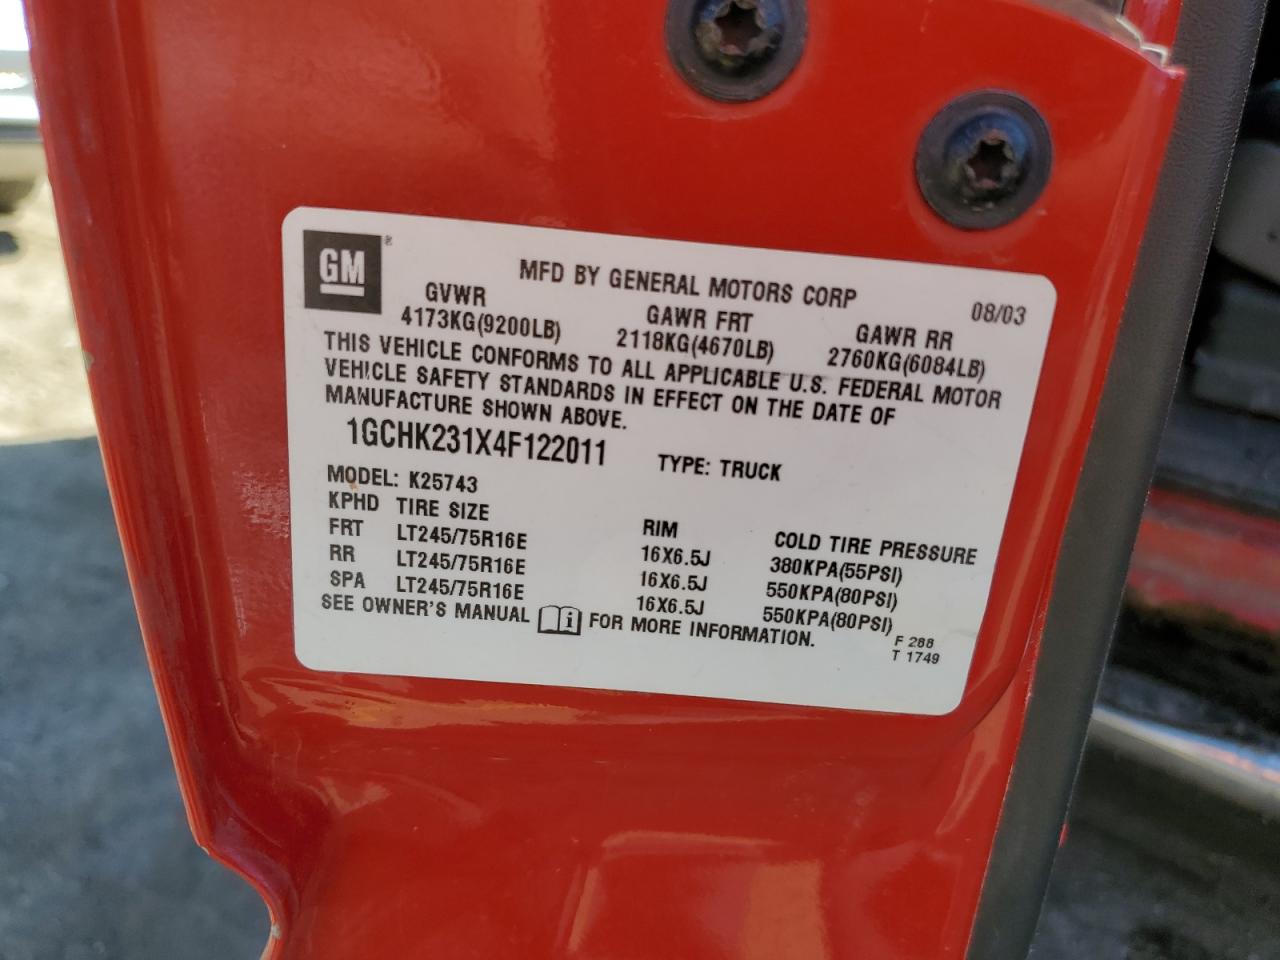 GM ®
MFD BY GENERAL MOTORS CORP 08/03
GVWR GAWR FRT GAWR RR
4173KG(9200LB) 2118KG(4670LB) 2760KG(6084LB)
THIS VEHICLE CONFORMS TO ALL APPLICABLE U.S. FEDERAL MOTOR
VEHICLE SAFETY STANDARDS IN EFFECT ON THE DATE OF
MANUFACTURE SHOWN ABOVE.
1GCHK231X4F122011 TYPE: TRUCK
MODEL: K25743
KPHD TIRE SIZE RIM COLD TIRE PRESSURE
FRT LT245/75R16E 16X6.5J 380KPA(55PSI)
RR LT245/75R16E 16X6.5J 550KPA(80PSI)
SPA LT245/75R16E 16X6.5J 550KPA(80PSI)
SEE OWNER'S MANUAL i FOR MORE INFORMATION.
F 288
T 1749